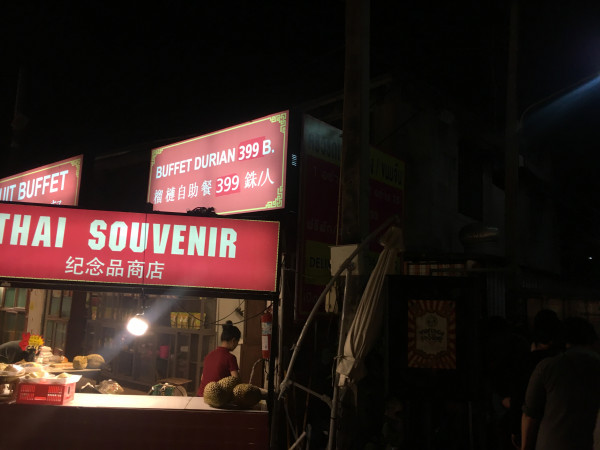 UIT BUFFET
BUFFET DURIAN 399 B.
榴梿自助餐 399 銖/人
THAI SOUVENIR
纪念品商店